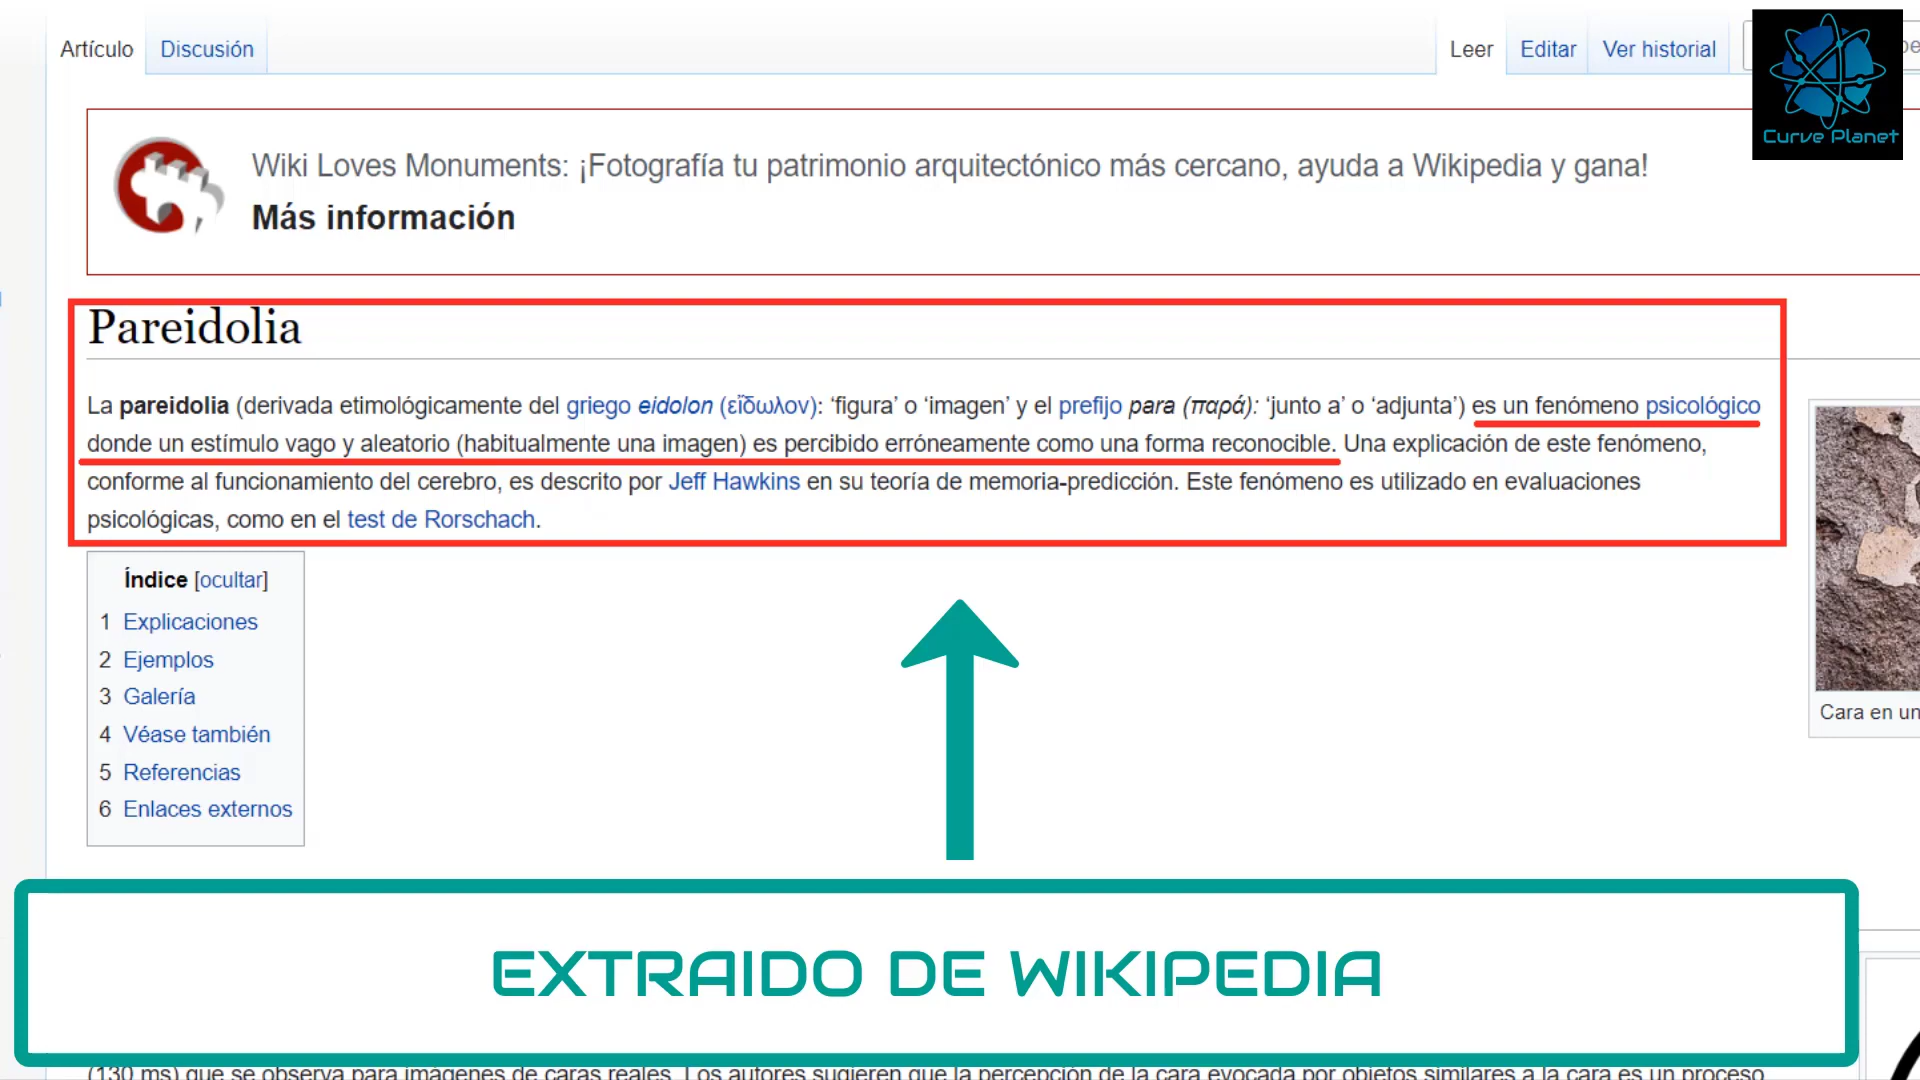 Artículo Discusión Leer Editar Ver historial
Curve Planet
Wiki Loves Monuments: ¡Fotografía tu patrimonio arquitectónico más cercano, ayuda a Wikipedia y gana!
Más información
Pareidolia
La pareidolia (derivada etimológicamente del griego eidolon (εἴδωλον): ‘figura’ o ‘imagen’ y el prefijo para (παρά): ‘junto a’ o ‘adjunta’) es un fenómeno psicológico
donde un estímulo vago y aleatorio (habitualmente una imagen) es percibido erróneamente como una forma reconocible. Una explicación de este fenómeno,
conforme al funcionamiento del cerebro, es descrito por Jeff Hawkins en su teoría de memoria-predicción. Este fenómeno es utilizado en evaluaciones
psicológicas, como en el test de Rorschach.
Índice [ocultar]
1 Explicaciones
2 Ejemplos
3 Galería
4 Véase también
5 Referencias
6 Enlaces externos
Cara en un
EXTRAIDO DE WIKIPEDIA
(130 ms) que se observa para imágenes de caras reales. Los autores sugieren que la percepción de la cara evocada por objetos similares a la cara es un proceso